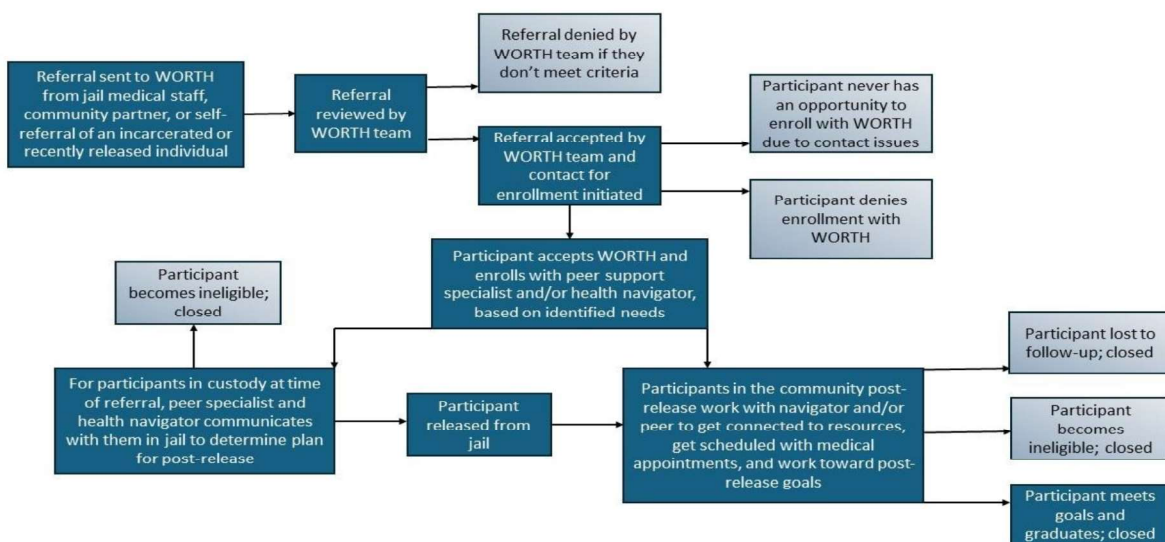 Referral denied by
WORTH team if they
don't meet criteria
Referral sent to WORTH
from jail medical staff,
community partner, or self-
referral of an incarcerated or
recently released individual
Referral
reviewed by
WORTH team
Participant never has
an opportunity to
enroll with WORTH
due to contact issues
Referral accepted by
WORTH team and
contact for
enrollment initiated
Participant denies
enrollment with
WORTH
Participant accepts WORTH and
enrolls with peer support
specialist and/or health navigator,
based on identified needs
Participant
becomes ineligible;
closed
Participant lost to
follow-up; closed
For participants in custody at time
of referral, peer specialist and
health navigator communicates
with them in jail to determine plan
for post-release
Participant
released from
jail
Participants in the community post-
release work with navigator and/or
peer to get connected to resources,
get scheduled with medical
appointments, and work toward post-
release goals
Participant
becomes
ineligible; closed
Participant meets
goals and
graduates; closed